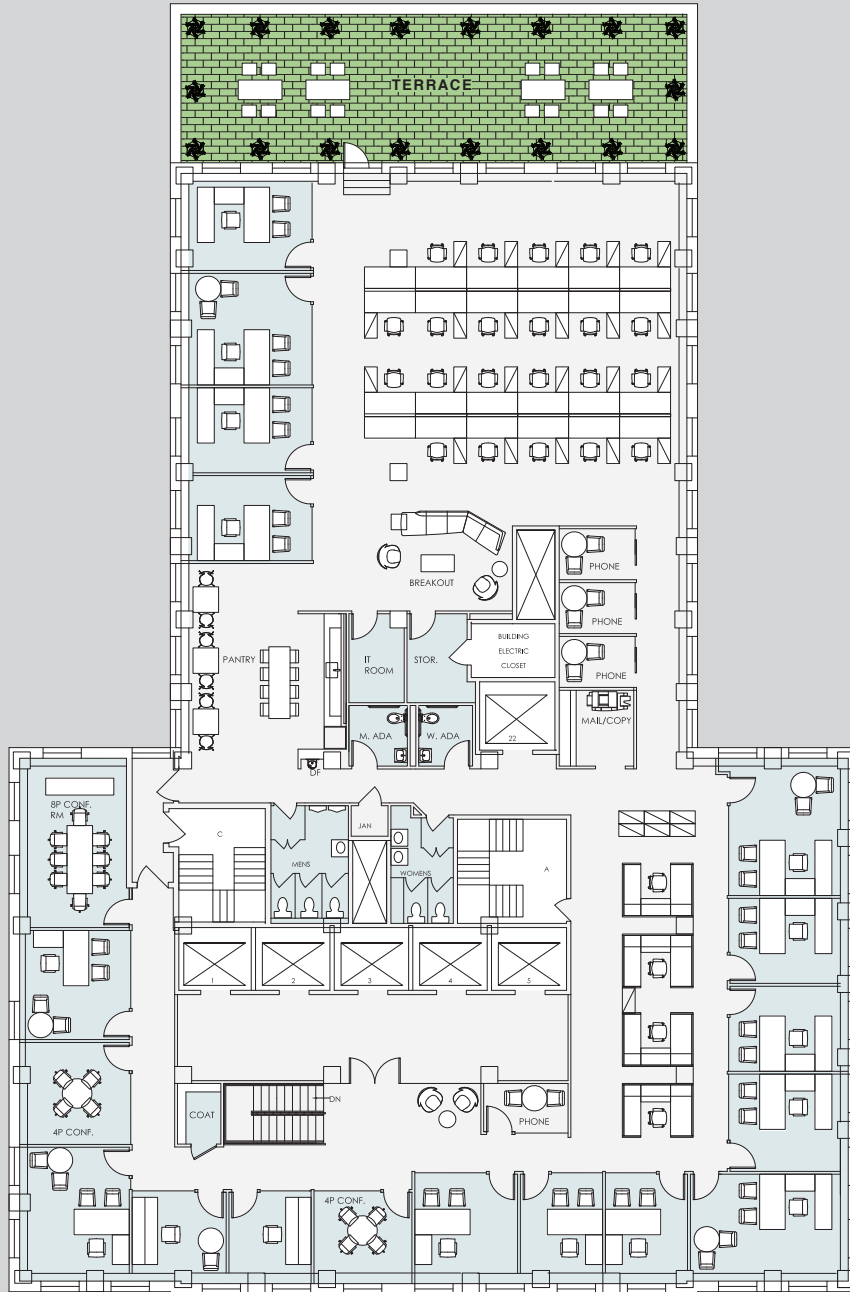 TERRACE
BREAKOUT
PHONE
PHONE
PHONE
BUILDING
ELECTRIC
CLOSET
PANTRY
IT
ROOM
STOR.
MAIL/COPY
M. ADA
W. ADA
22
DF
8P CONF.
RM
C
JAN
MENS
WOMENS
A
1
2
3
4
5
COAT
DN
PHONE
4P CONF.
4P CONF.